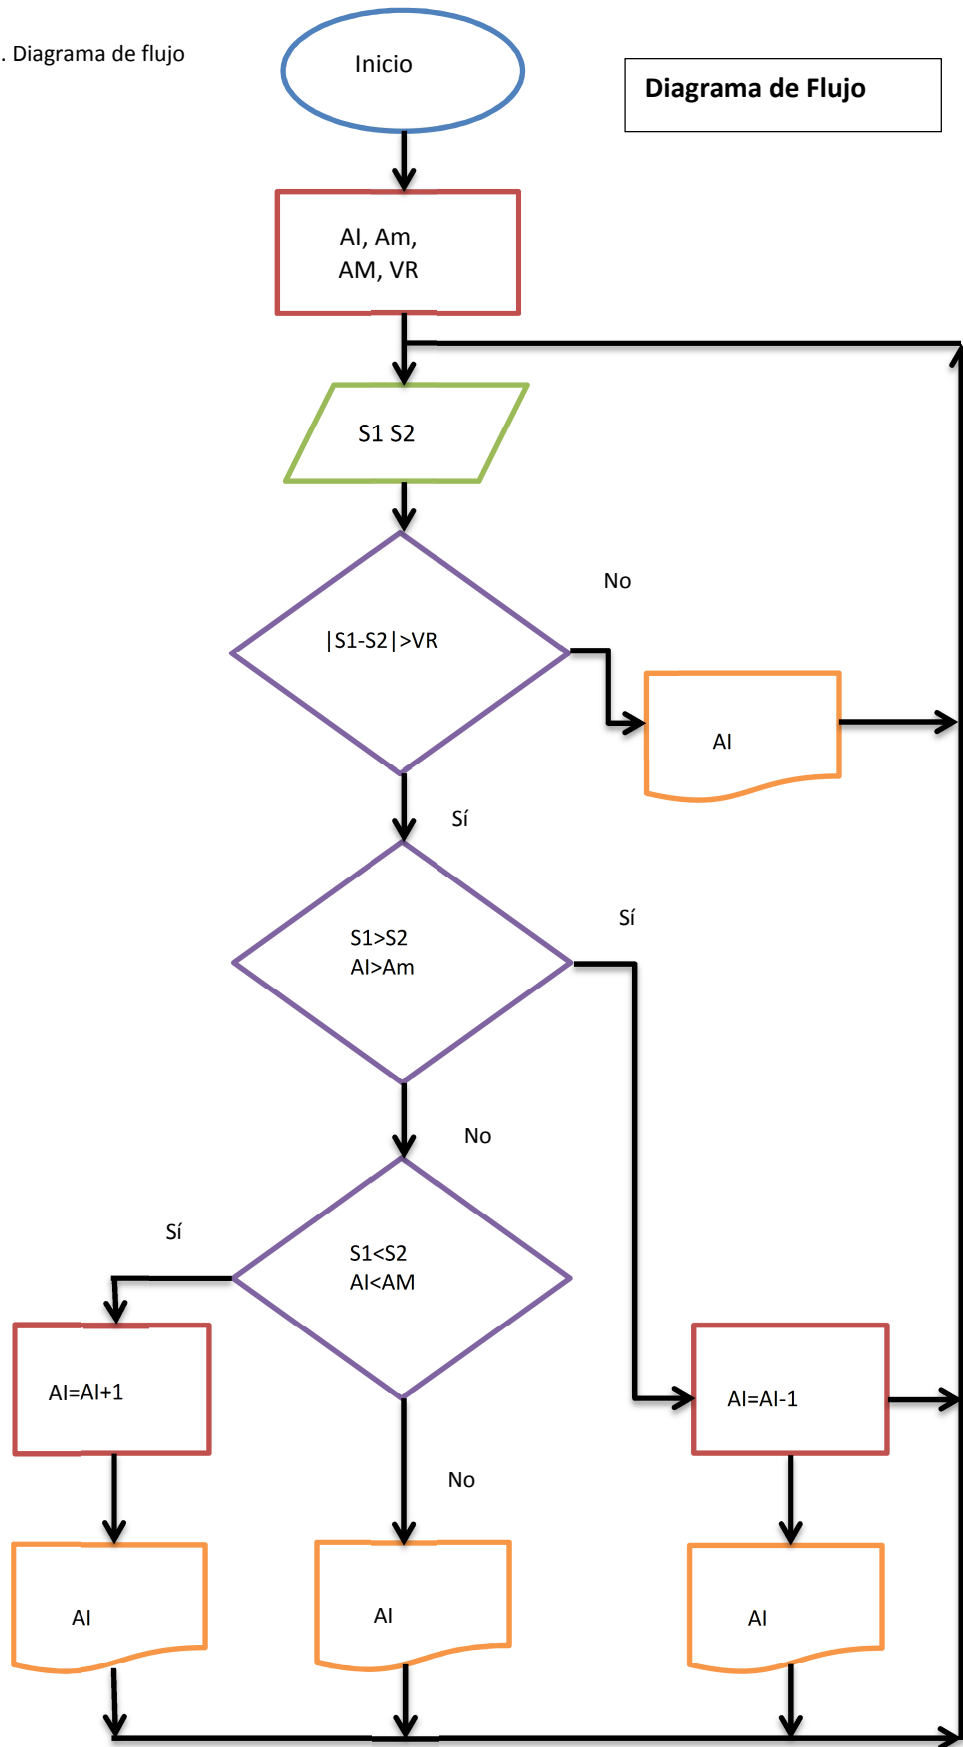 . Diagrama de flujo
Inicio
Diagrama de Flujo
AI, Am,
AM, VR
S1 S2
|S1-S2|>VR
No
AI
Sí
S1>S2
AI>Am
Sí
No
S1<S2
AI<AM
Sí
AI=AI+1
AI=AI-1
No
AI
AI
AI